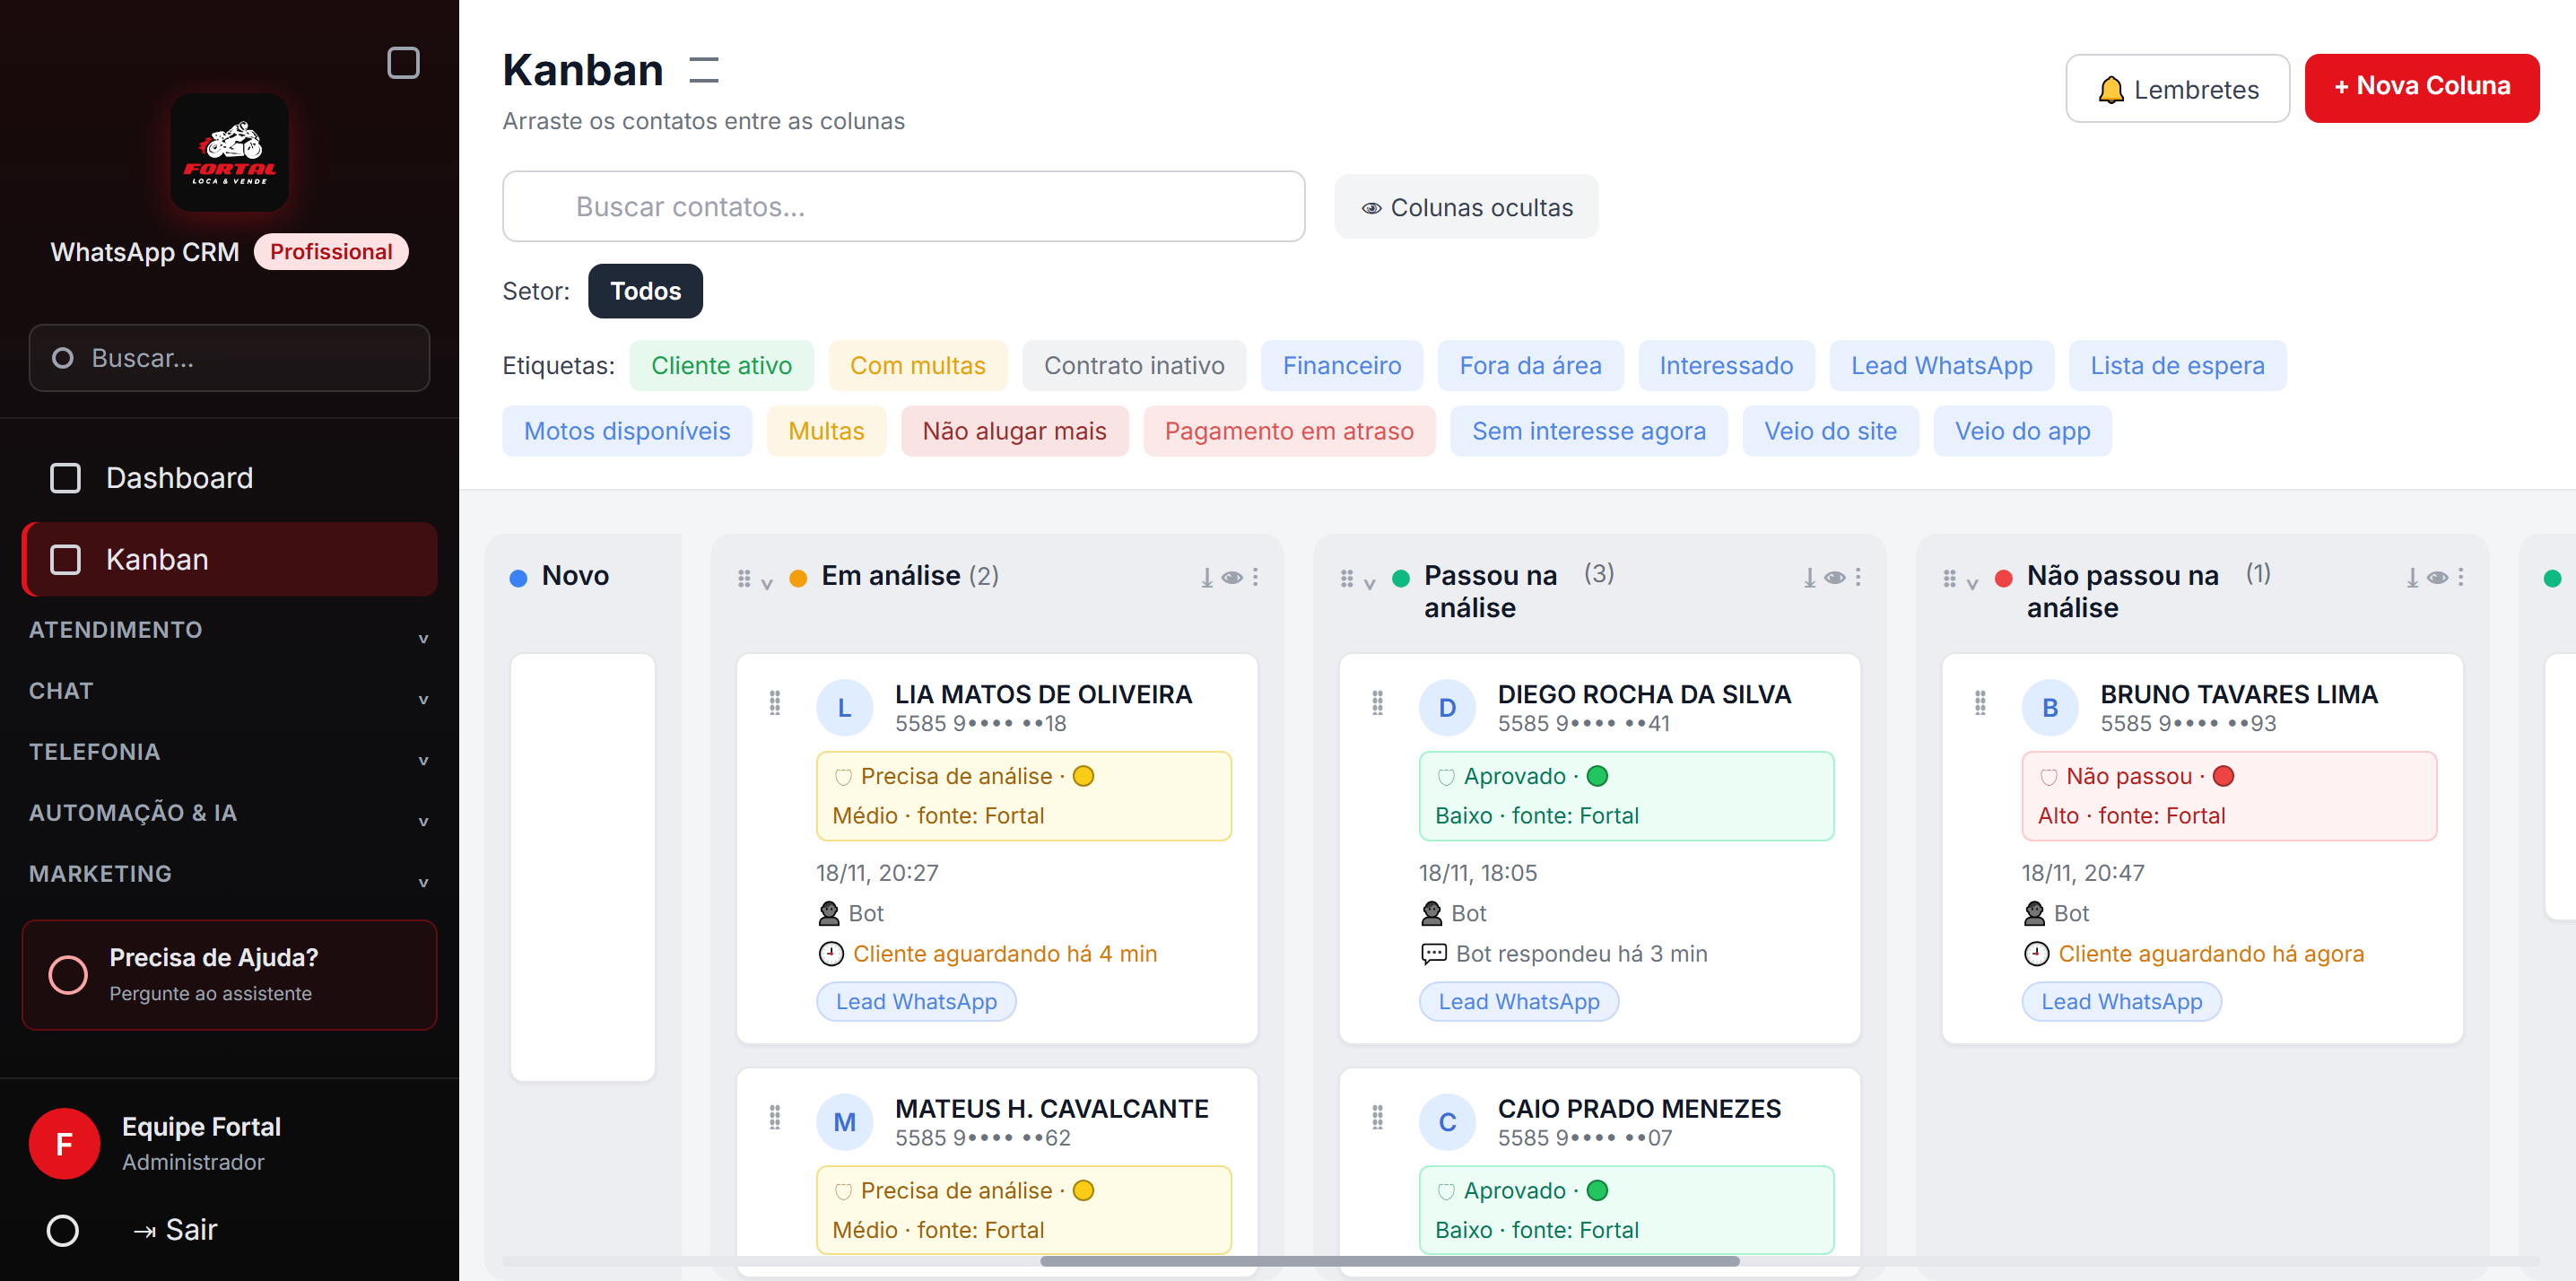 FORTAL
LOCA & VENDE
WhatsApp CRM Profissional
Buscar...
Dashboard
Kanban
ATENDIMENTO
CHAT
TELEFONIA
AUTOMAÇÃO & IA
MARKETING
Precisa de Ajuda?
Pergunte ao assistente
F
Equipe Fortal
Administrador
Sair
Kanban
Arraste os contatos entre as colunas
Lembretes
+ Nova Coluna
Buscar contatos...
Colunas ocultas
Setor: Todos
Etiquetas: Cliente ativo Com multas Contrato inativo Financeiro Fora da área Interessado Lead WhatsApp Lista de espera
Motos disponíveis Multas Não alugar mais Pagamento em atraso Sem interesse agora Veio do site Veio do app
Novo
Em análise (2)
L
LIA MATOS DE OLIVEIRA
5585 9•••• ••18
Precisa de análise ·
Médio · fonte: Fortal
18/11, 20:27
Bot
Cliente aguardando há 4 min
Lead WhatsApp
M
MATEUS H. CAVALCANTE
5585 9•••• ••62
Precisa de análise ·
Médio · fonte: Fortal
Passou na (3)
análise
D
DIEGO ROCHA DA SILVA
5585 9•••• ••41
Aprovado ·
Baixo · fonte: Fortal
18/11, 18:05
Bot
Bot respondeu há 3 min
Lead WhatsApp
C
CAIO PRADO MENEZES
5585 9•••• ••07
Aprovado ·
Baixo · fonte: Fortal
Não passou na (1)
análise
B
BRUNO TAVARES LIMA
5585 9•••• ••93
Não passou ·
Alto · fonte: Fortal
18/11, 20:47
Bot
Cliente aguardando há agora
Lead WhatsApp